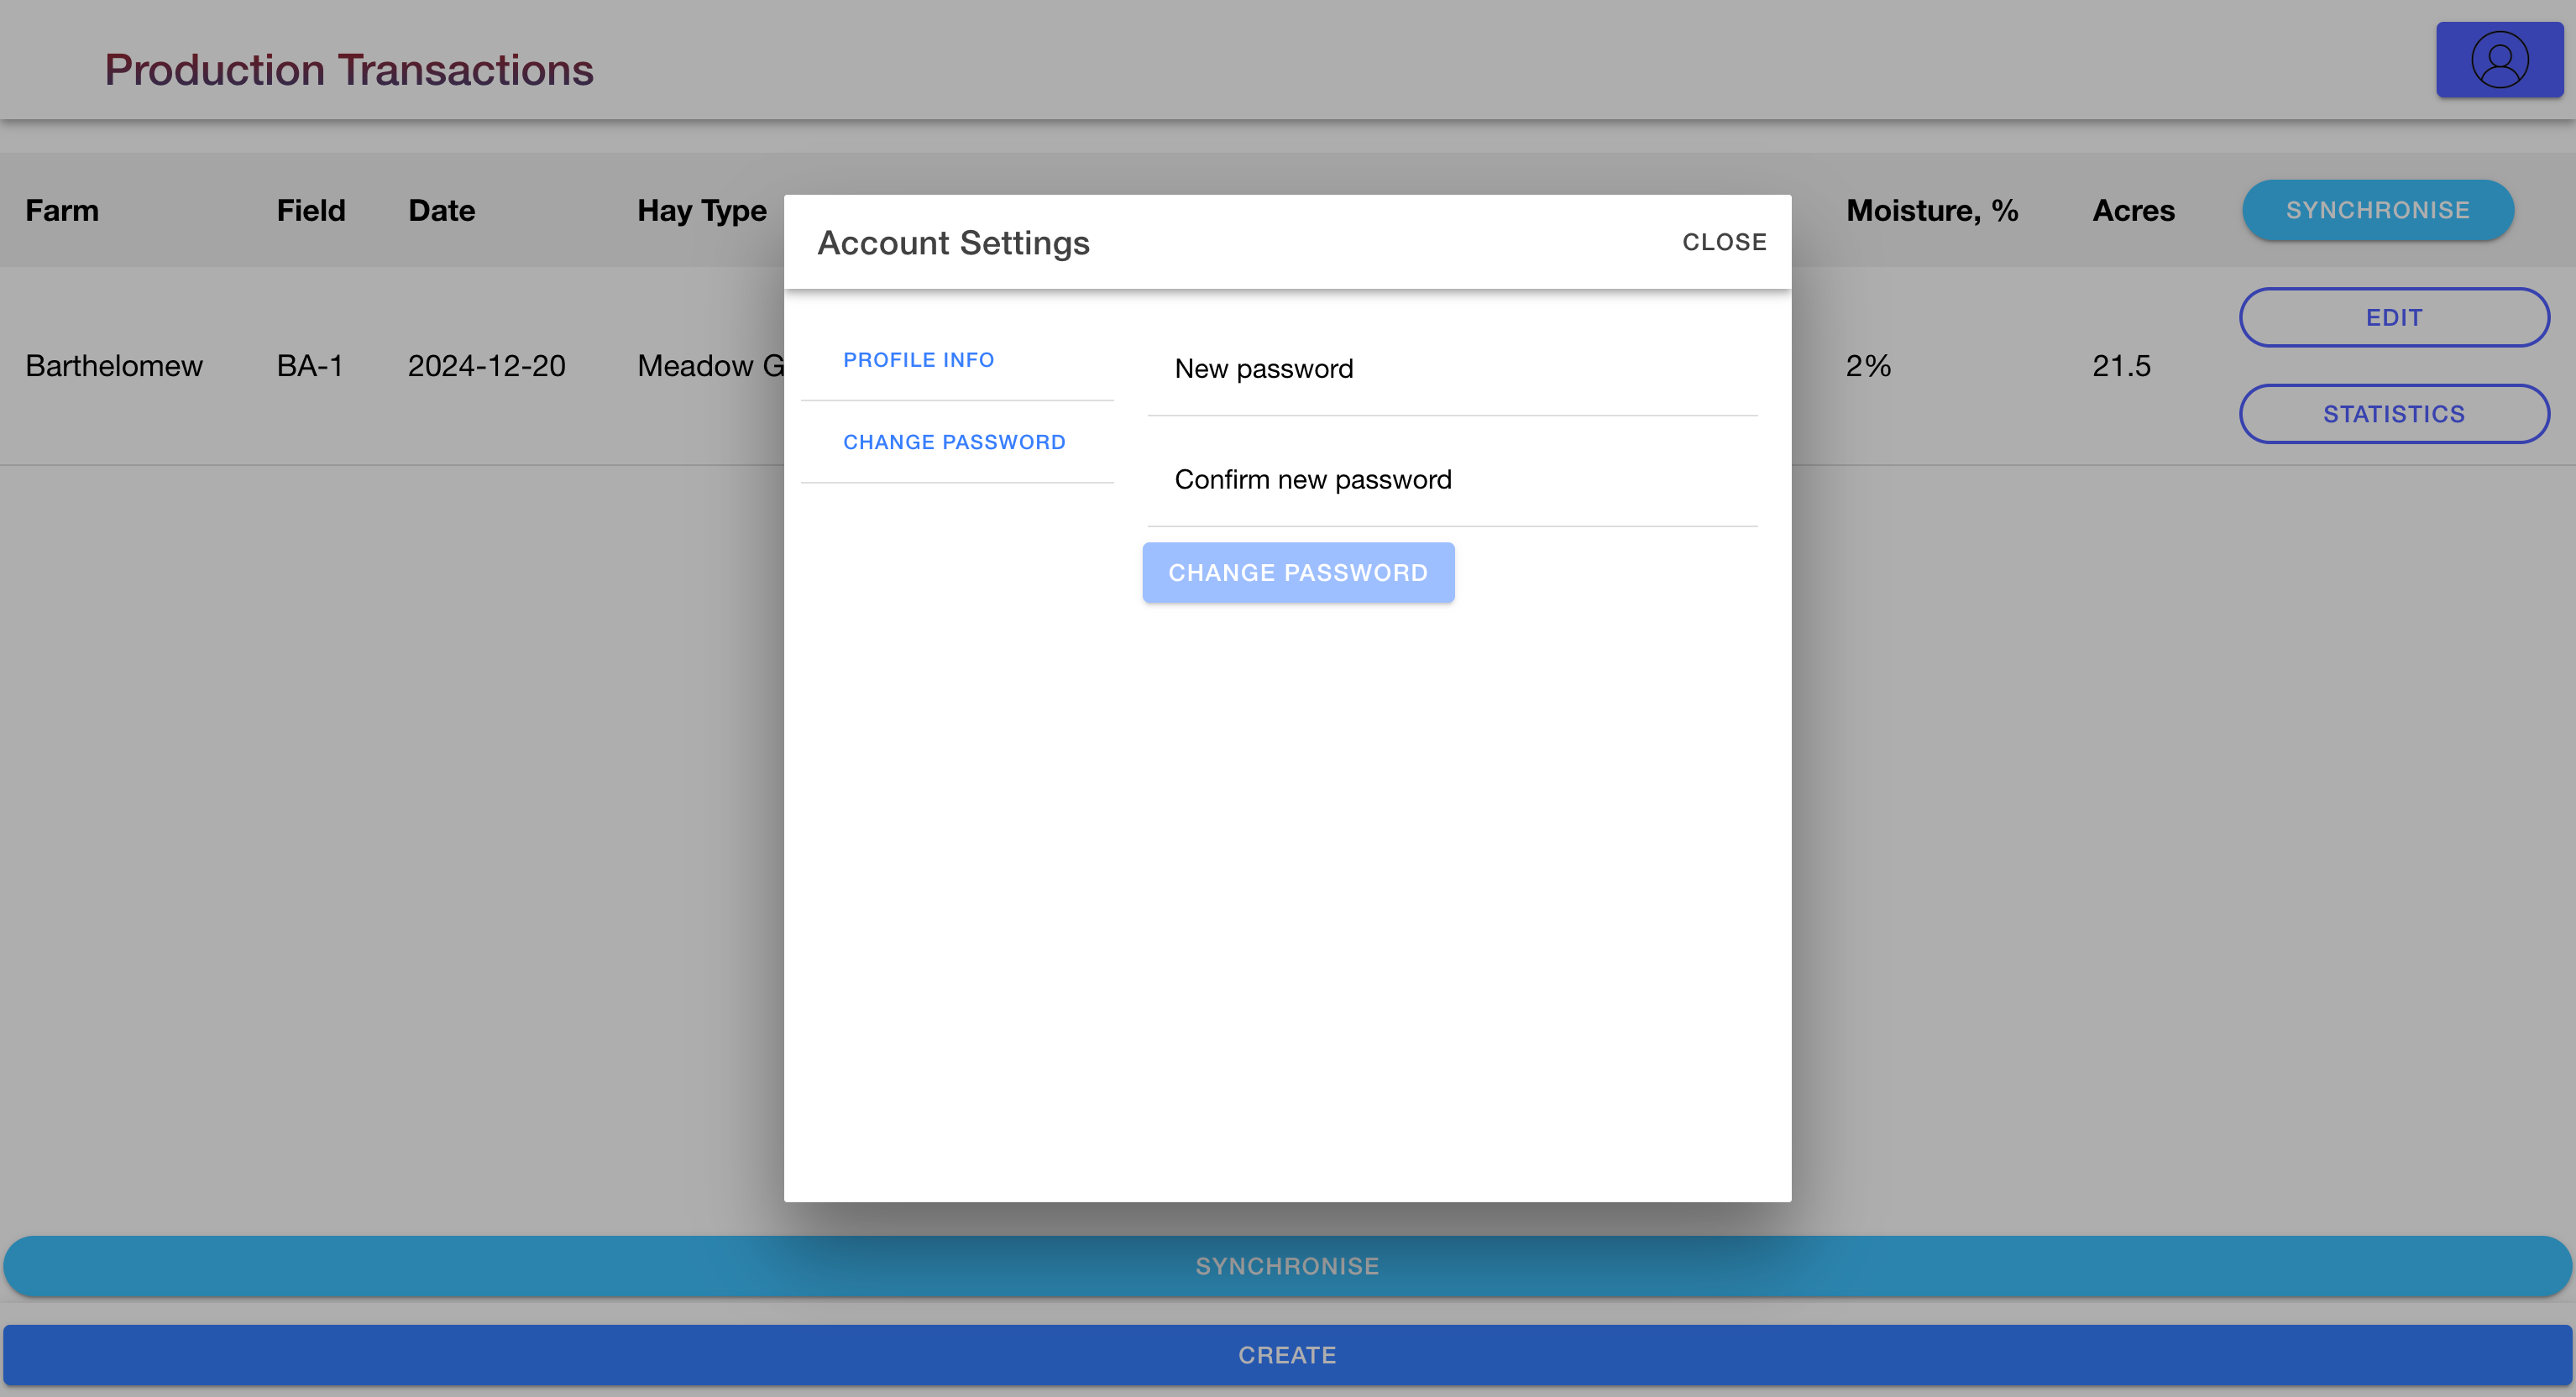 Production Transactions
Farm Field Date Hay Type Moisture, % Acres SYNCHRONISE
Account Settings CLOSE
EDIT
Barthelomew BA-1 2024-12-20 Meadow G 2% 21.5
STATISTICS
PROFILE INFO
New password
CHANGE PASSWORD
Confirm new password
CHANGE PASSWORD
SYNCHRONISE
CREATE